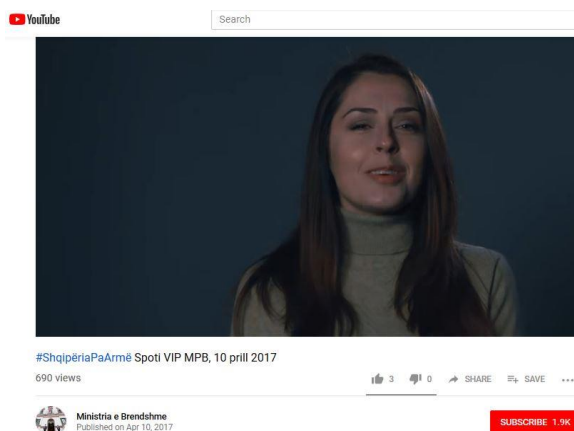 YouTube
Search
#ShqipëriaPaArmë Spoti VIP MPB, 10 prill 2017
690 views
3 0 SHARE SAVE
Ministria e Brendshme
Published on Apr 10, 2017
SUBSCRIBE 1.9K